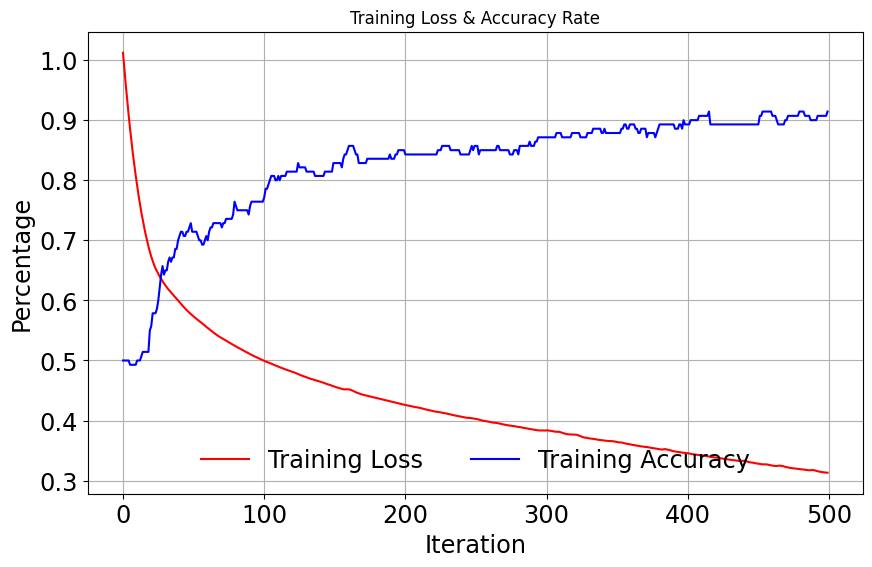 Training Loss & Accuracy Rate
Percentage
1.0
0.9
0.8
0.7
0.6
0.5
0.4
0.3
Training Loss
Training Accuracy
0 100 200 300 400 500
Iteration